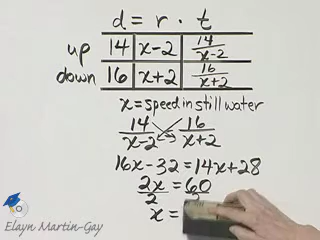 d = r · t
up 14 x-2 14/x-2
down 16 x+2 16/x+2
x = speed in still water
14/x-2 = 16/x+2
16x-32 = 14x+28
2x/2 = 60/2
x =
Elayn Martin-Gay